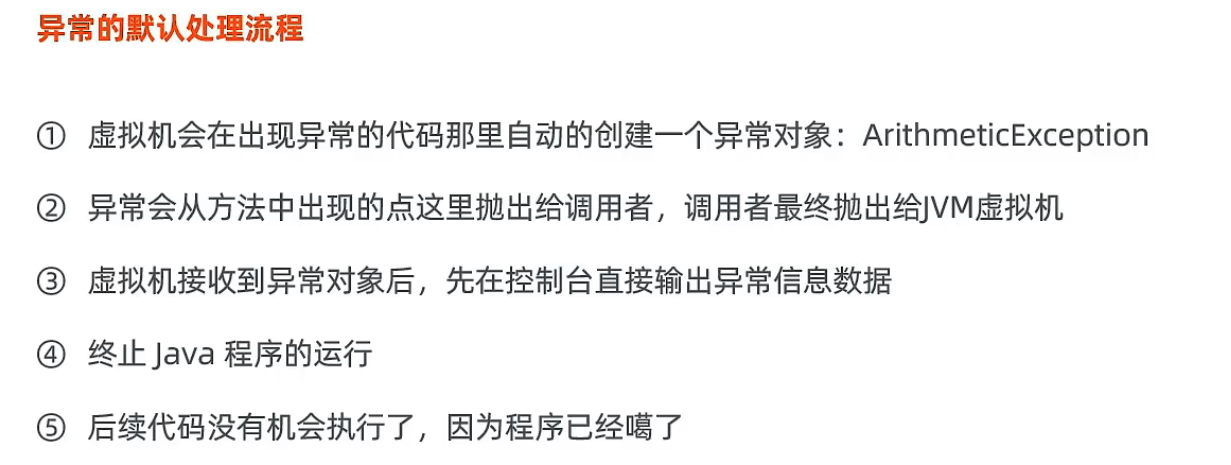 异常的默认处理流程
① 虚拟机会在出现异常的代码那里自动的创建一个异常对象：ArithmeticException
② 异常会从方法中出现的点这里抛出给调用者，调用者最终抛出给JVM虚拟机
③ 虚拟机接收到异常对象后，先在控制台直接输出异常信息数据
④ 终止 Java 程序的运行
⑤ 后续代码没有机会执行了，因为程序已经噶了